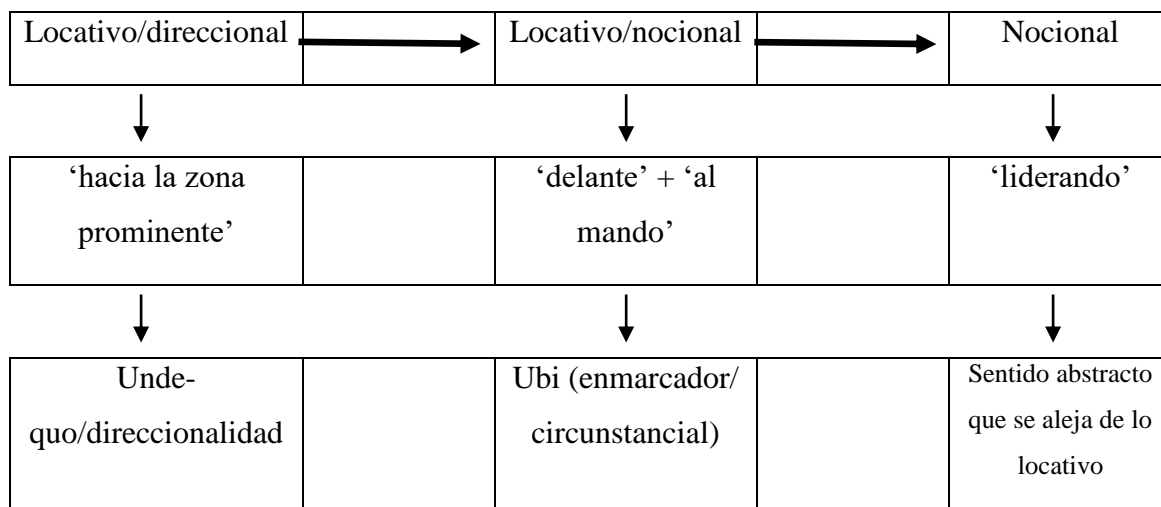 Locativo/direccional
Locativo/nocional
Nocional
‘hacia la zona
prominente’
‘delante’ + ‘al
mando’
‘liderando’
Unde-
quo/direccionalidad
Ubi (enmarcador/
circunstancial)
Sentido abstracto
que se aleja de lo
locativo